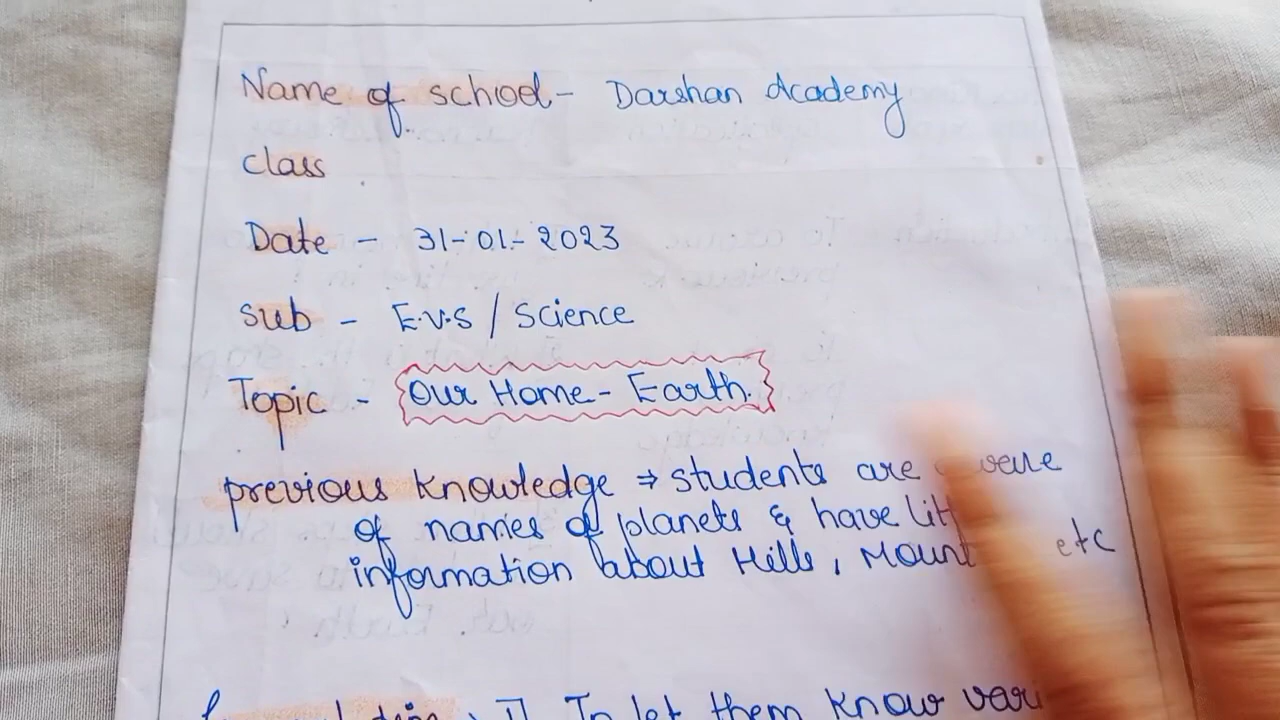 Name of school - Darshan Academy
class
Date - 31-01-2023
Sub - E.V.S / Science
Topic - Our Home - Earth.
previous knowledge ⇒ students are
of names of planets & have
information about Hills, etc
1] To let them know